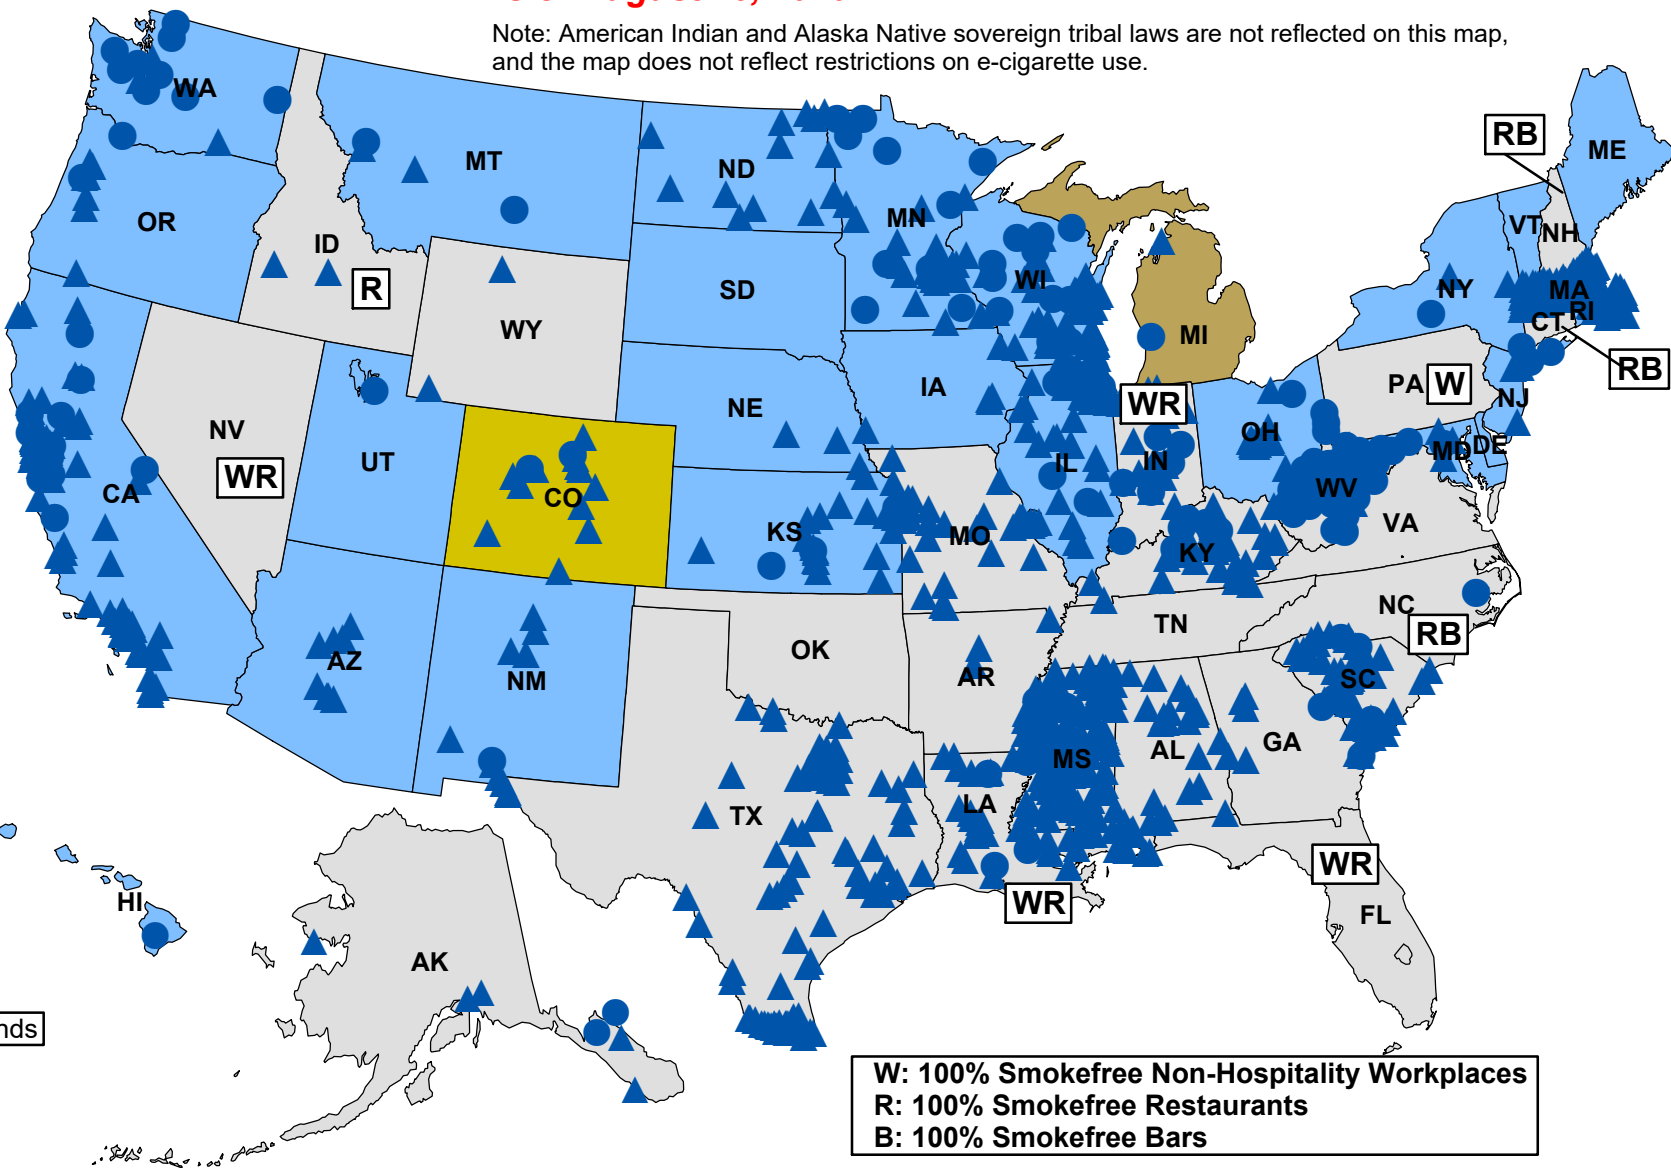 Note: American Indian and Alaska Native sovereign tribal laws are not reflected on this map,
and the map does not reflect restrictions on e-cigarette use.
WA
MT
ND
MN
RB
ME
OR
ID
R
WY
SD
WI
MI
VT
NH
NY
MA
RI
CT
RB
NV
WR
UT
CA
CO
NE
IA
IL
WR
IN
OH
PA
W
NJ
MD
DE
WV
VA
KS
MO
KY
AZ
NM
OK
AR
TN
NC
RB
SC
TX
LA
MS
AL
GA
WR
WR
FL
HI
AK
nds
W: 100% Smokefree Non-Hospitality Workplaces
R: 100% Smokefree Restaurants
B: 100% Smokefree Bars